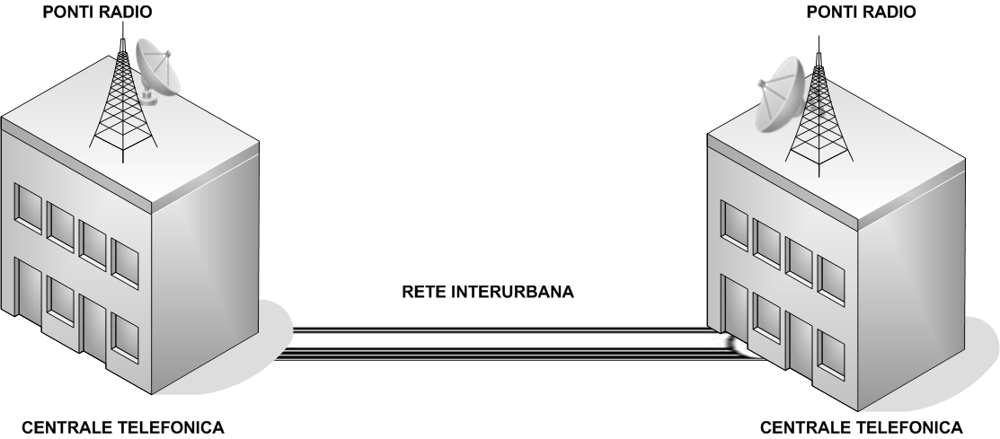 PONTI RADIO
PONTI RADIO
RETE INTERURBANA
CENTRALE TELEFONICA
CENTRALE TELEFONICA